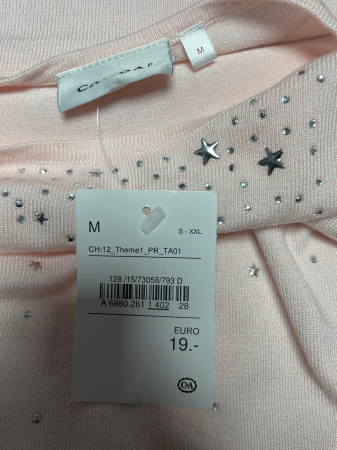 M
M
S - XXL
CH:12_Theme1_PR_TA01
128 /15/73058/793 D
A 6980.261 1 402 28
EURO
19.-
C&A